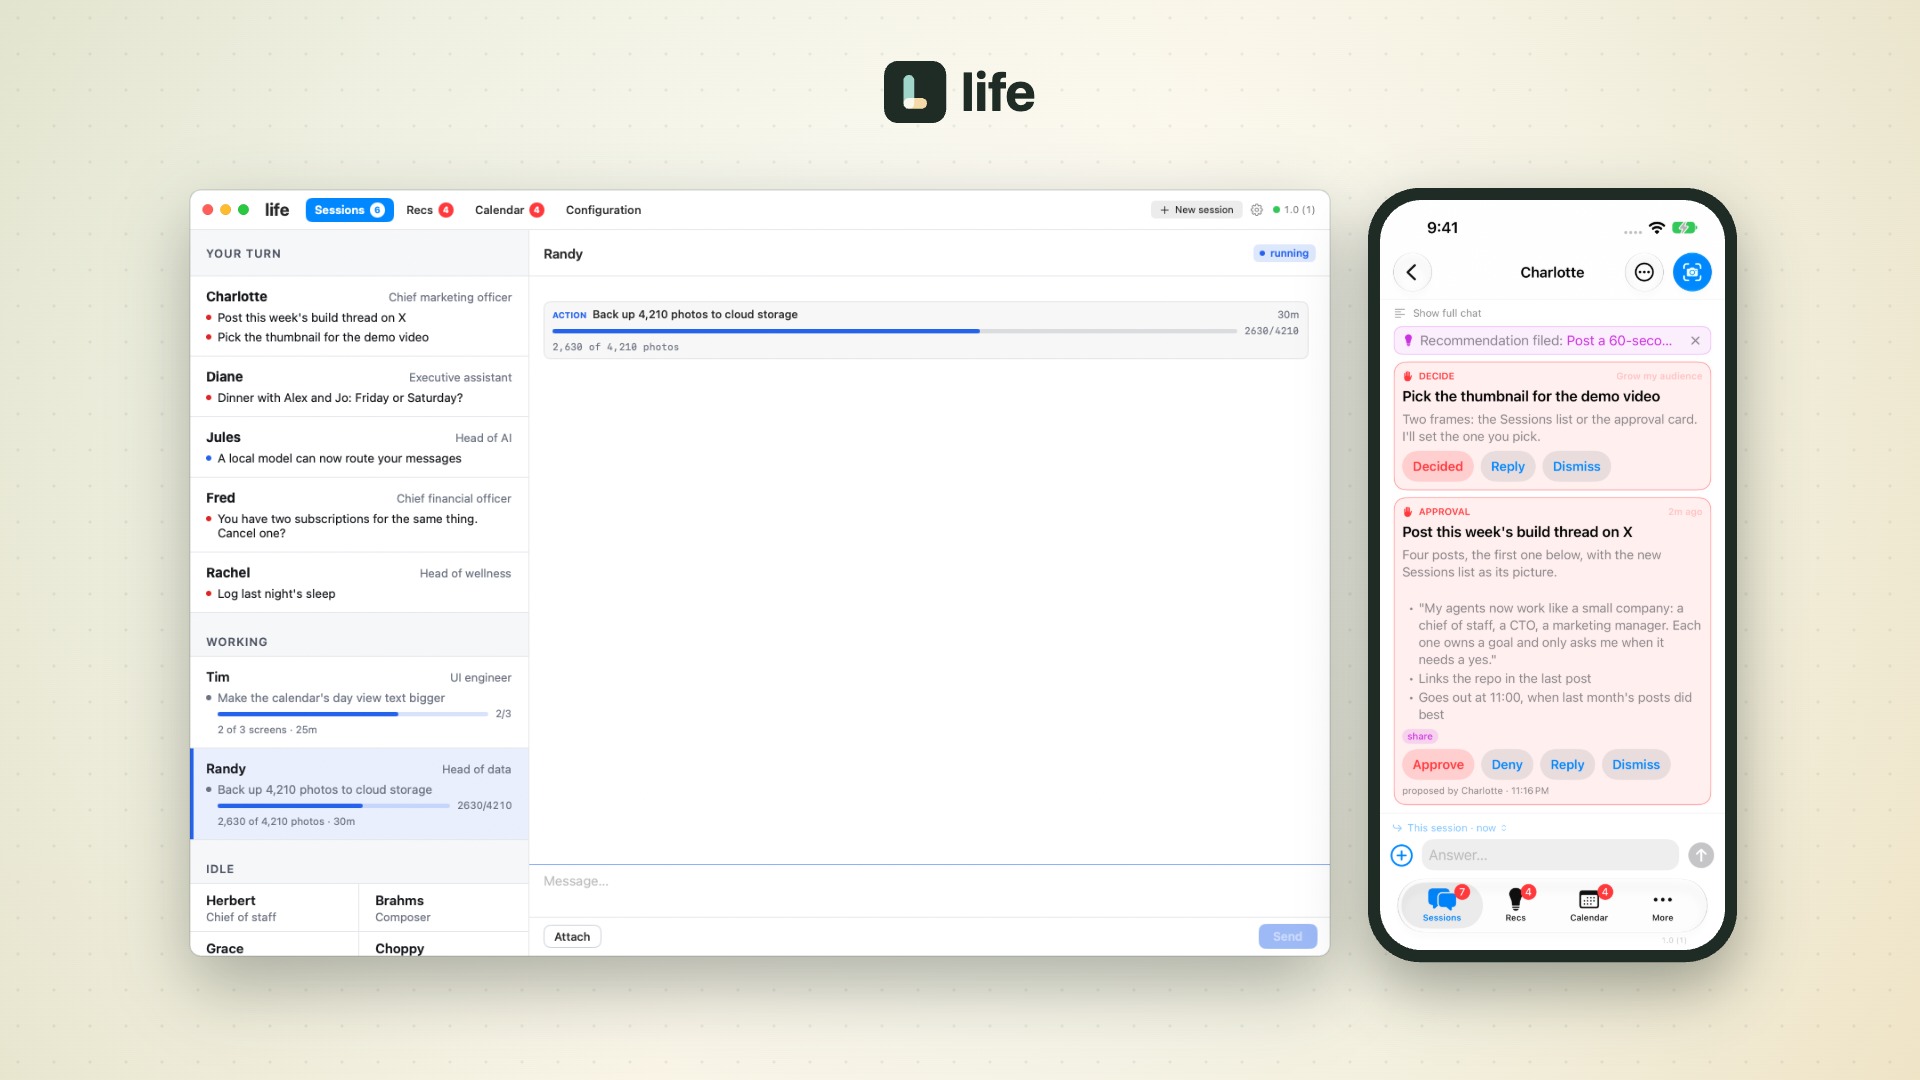 life
life
Sessions 6
Recs 4
Calendar 4
Configuration
+ New session
1.0 (1)
YOUR TURN
Charlotte
Chief marketing officer
Post this week's build thread on X
Pick the thumbnail for the demo video
Diane
Executive assistant
Dinner with Alex and Jo: Friday or Saturday?
Jules
Head of AI
A local model can now route your messages
Fred
Chief financial officer
You have two subscriptions for the same thing.
Cancel one?
Rachel
Head of wellness
Log last night's sleep
WORKING
Tim
UI engineer
Make the calendar's day view text bigger
2/3
2 of 3 screens · 25m
Randy
Head of data
Back up 4,210 photos to cloud storage
2630/4210
2,630 of 4,210 photos · 30m
IDLE
Herbert
Chief of staff
Brahms
Composer
Grace
Choppy
Randy
running
ACTION Back up 4,210 photos to cloud storage
30m
2630/4210
2,630 of 4,210 photos
Message...
Attach
Send
9:41
Charlotte
Show full chat
Recommendation filed: Post a 60-seco...
DECIDE
Grow my audience
Pick the thumbnail for the demo video
Two frames: the Sessions list or the approval card.
I'll set the one you pick.
Decided
Reply
Dismiss
APPROVAL
2m ago
Post this week's build thread on X
Four posts, the first one below, with the new
Sessions list as its picture.
• "My agents now work like a small company: a
chief of staff, a CTO, a marketing manager. Each
one owns a goal and only asks me when it
needs a yes."
• Links the repo in the last post
• Goes out at 11:00, when last month's posts did
best
share
Approve
Deny
Reply
Dismiss
proposed by Charlotte · 11:16 PM
This session · now
Answer...
7
Sessions
4
Recs
4
Calendar
More
1.0 (1)